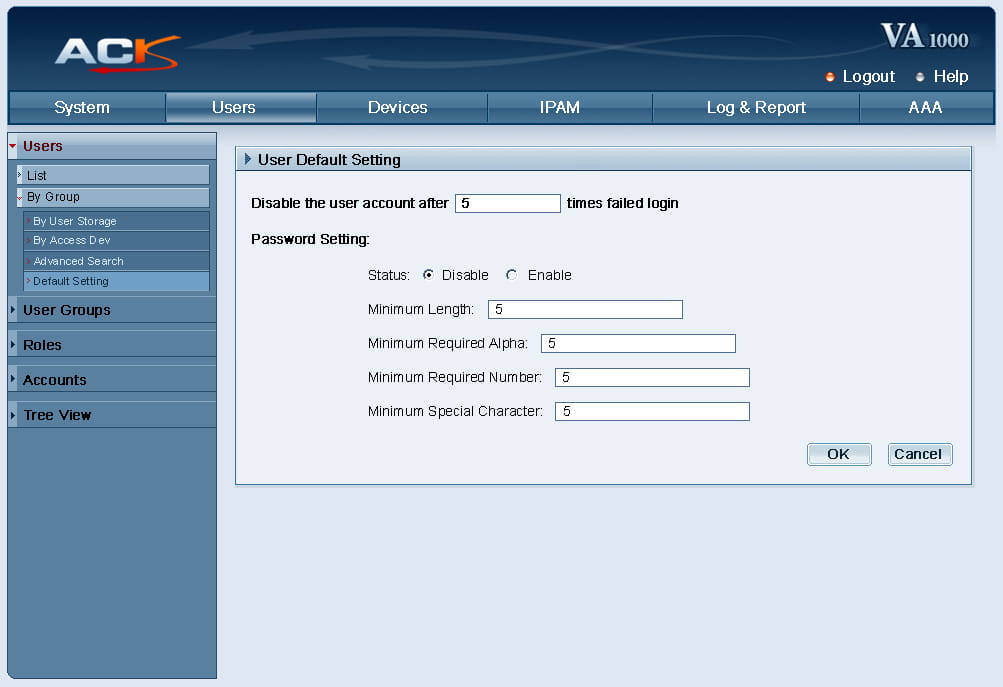 ACK
VA 1000
Logout Help
System Users Devices IPAM Log & Report AAA
Users
List
By Group
By User Storage
By Access Dev
Advanced Search
Default Setting
User Groups
Roles
Accounts
Tree View
User Default Setting
Disable the user account after 5 times failed login
Password Setting:
Status: Disable Enable
Minimum Length: 5
Minimum Required Alpha: 5
Minimum Required Number: 5
Minimum Special Character: 5
OK Cancel